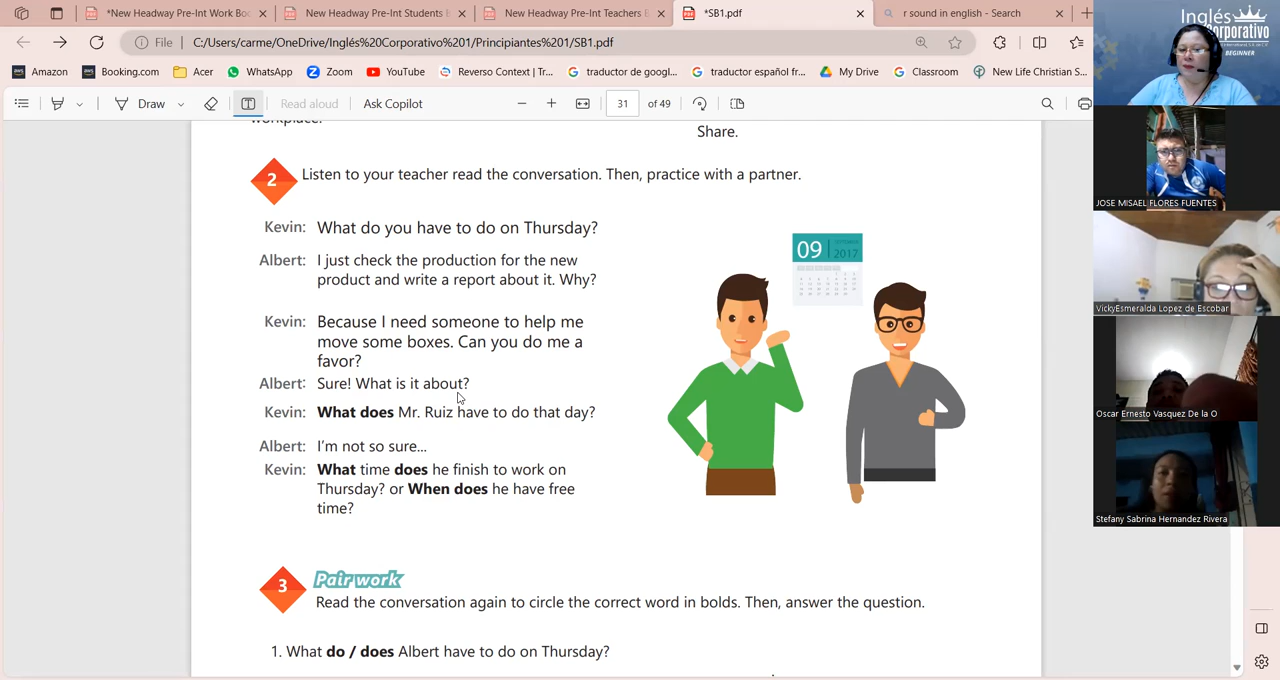 *New Headway Pre-Int Work Boo
New Headway Pre-Int Students B
New Headway Pre-Int Teachers B
*SB1.pdf
r sound in english - Search
File
C:/Users/carme/OneDrive/Inglés%20Corporativo%201/Principiantes%201/SB1.pdf
Amazon
Booking.com
Acer
WhatsApp
Zoom
YouTube
Reverso Context | Tr...
traductor de googl...
traductor español fr...
My Drive
Classroom
New Life Christian S...
Draw
Read aloud
Ask Copilot
31
of 49
workplace.
Share.
2
Listen to your teacher read the conversation. Then, practice with a partner.
Kevin: What do you have to do on Thursday?
Albert: I just check the production for the new
product and write a report about it. Why?
Kevin: Because I need someone to help me
move some boxes. Can you do me a
favor?
Albert: Sure! What is it about?
Kevin: What does Mr. Ruiz have to do that day?
Albert: I'm not so sure...
Kevin: What time does he finish to work on
Thursday? or When does he have free
time?
09
2017
3
Pair work
Read the conversation again to circle the correct word in bolds. Then, answer the question.
1. What do / does Albert have to do on Thursday?
Inglés
Corporativo
BEGINNER
JOSE MISAEL FLORES FUENTES
VickyEsmeralda Lopez de Escobar
Oscar Ernesto Vasquez De la O
Stefany Sabrina Hernandez Rivera